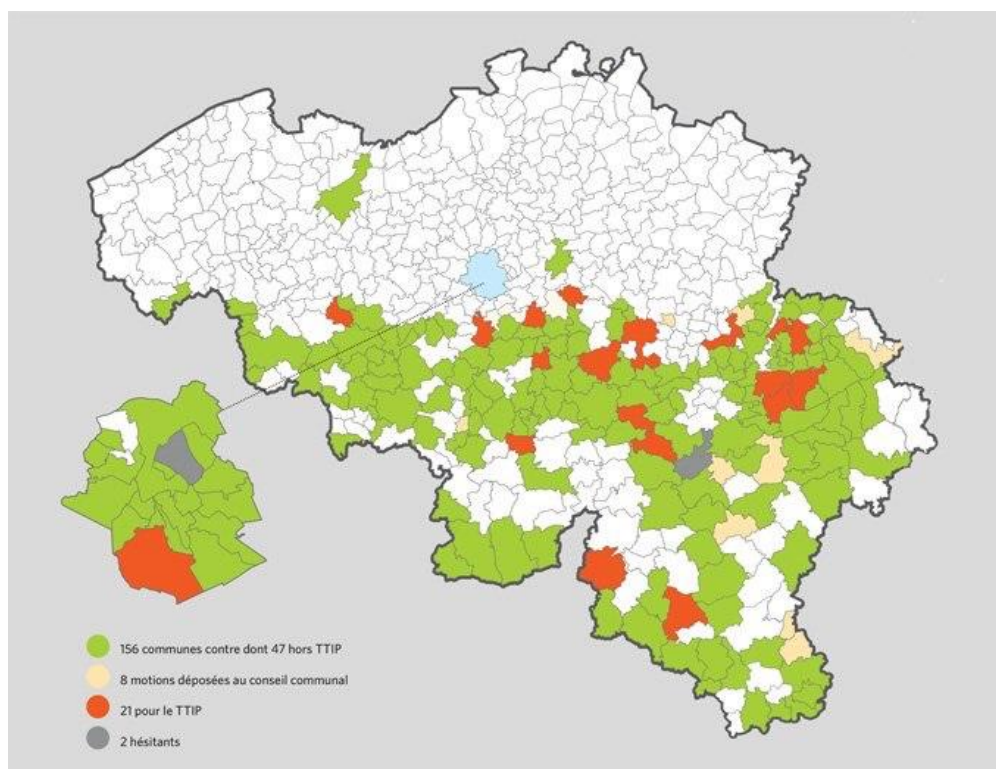 156 communes contre dont 47 hors TTIP
8 motions déposées au conseil communal
21 pour le TTIP
2 hésitants